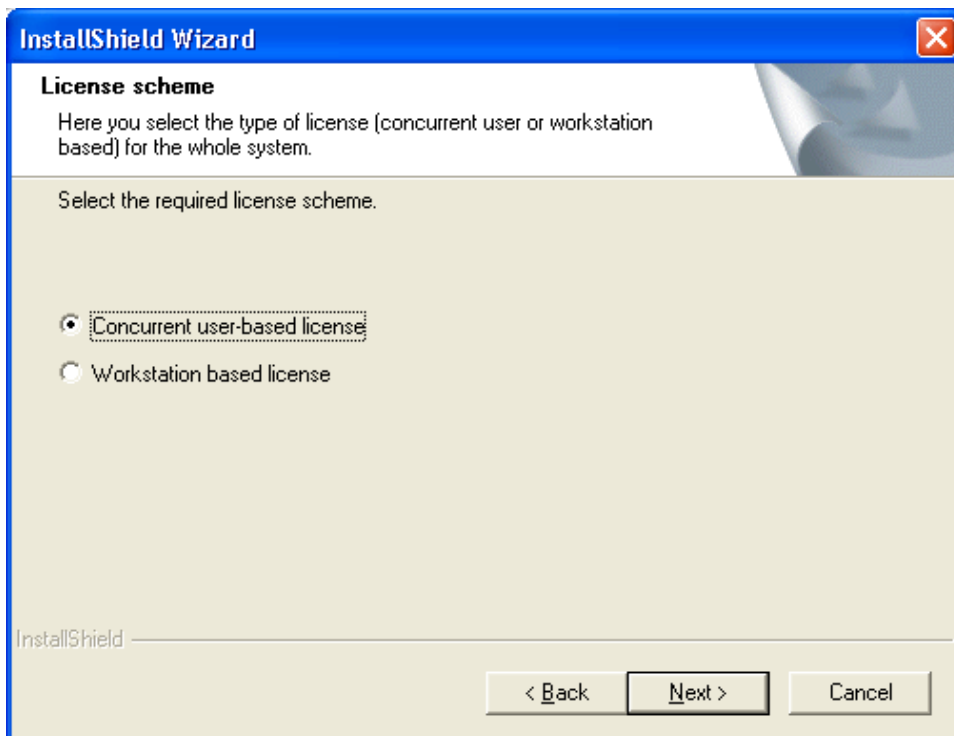 InstallShield Wizard
License scheme
Here you select the type of license (concurrent user or workstation
based) for the whole system.
Select the required license scheme.
Concurrent user-based license
Workstation based license
InstallShield
< Back
Next >
Cancel